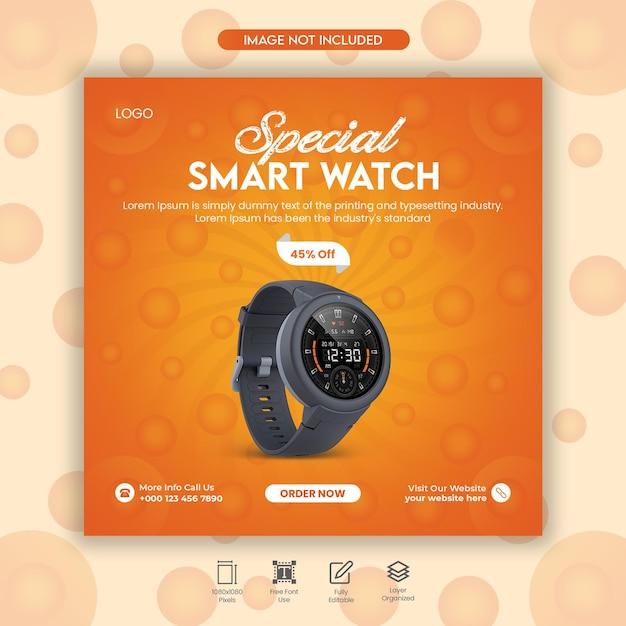 IMAGE NOT INCLUDED
LOGO
Special
SMART WATCH
Lorem Ipsum is simply dummy text of the printing and typesetting industry.
Lorem Ipsum has been the industry's standard
45% Off
12:30
More Info Call Us
+000 123 456 7890
ORDER NOW
Visit Our Website
your website here
1080x1080
Pixels
T
Free Font
Use
Fully
Editable
Layer
Organized